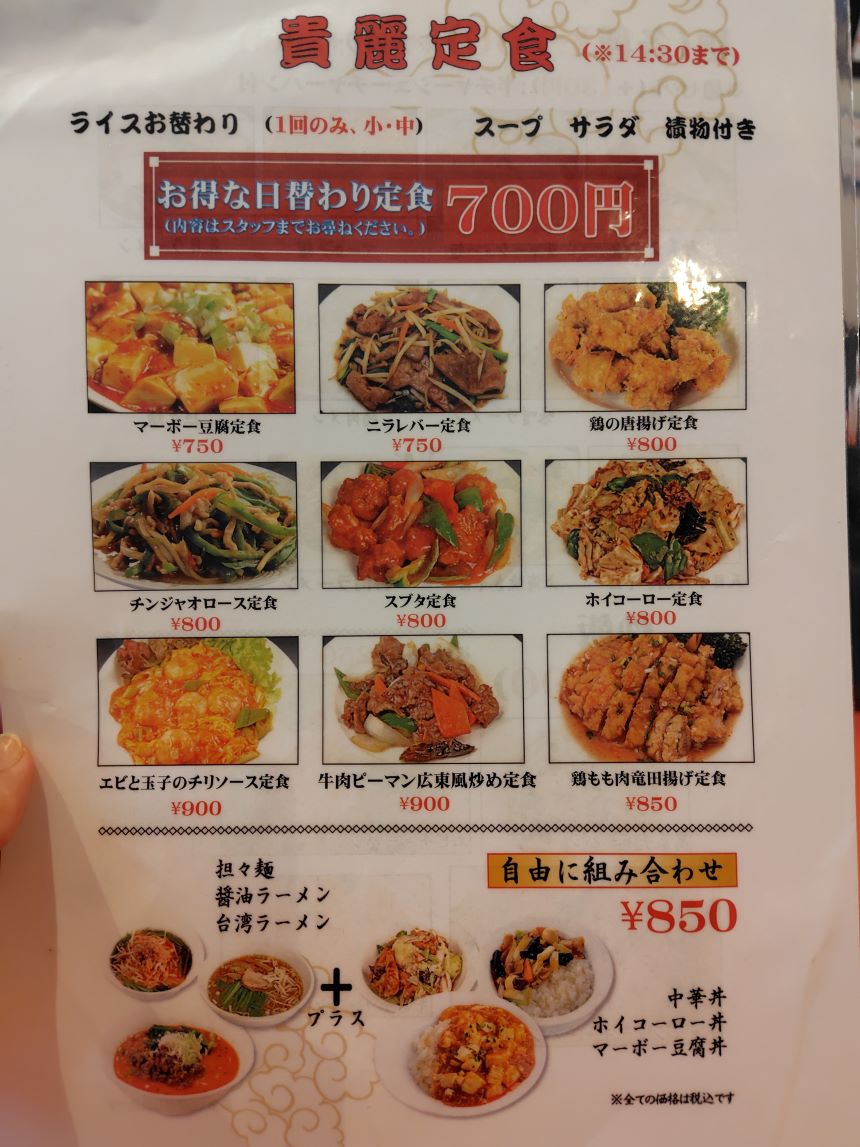 貴麗定食 (※14:30まで)
ライスお替わり (1回のみ、小・中) スープ サラダ 漬物付き
お得な日替わり定食 700円
(内容はスタッフまでお尋ねください。)
マーボー豆腐定食
¥750
ニラレバー定食
¥750
鶏の唐揚げ定食
¥800
チンジャオロース定食
¥800
スブタ定食
¥800
ホイコーロー定食
¥800
エビと玉子のチリソース定食
¥900
牛肉ピーマン広東風炒め定食
¥900
鶏もも肉竜田揚げ定食
¥850
担々麺
醤油ラーメン
台湾ラーメン
自由に組み合わせ
¥850
+
プラス
中華丼
ホイコーロー丼
マーボー豆腐丼
※全ての価格は税込です